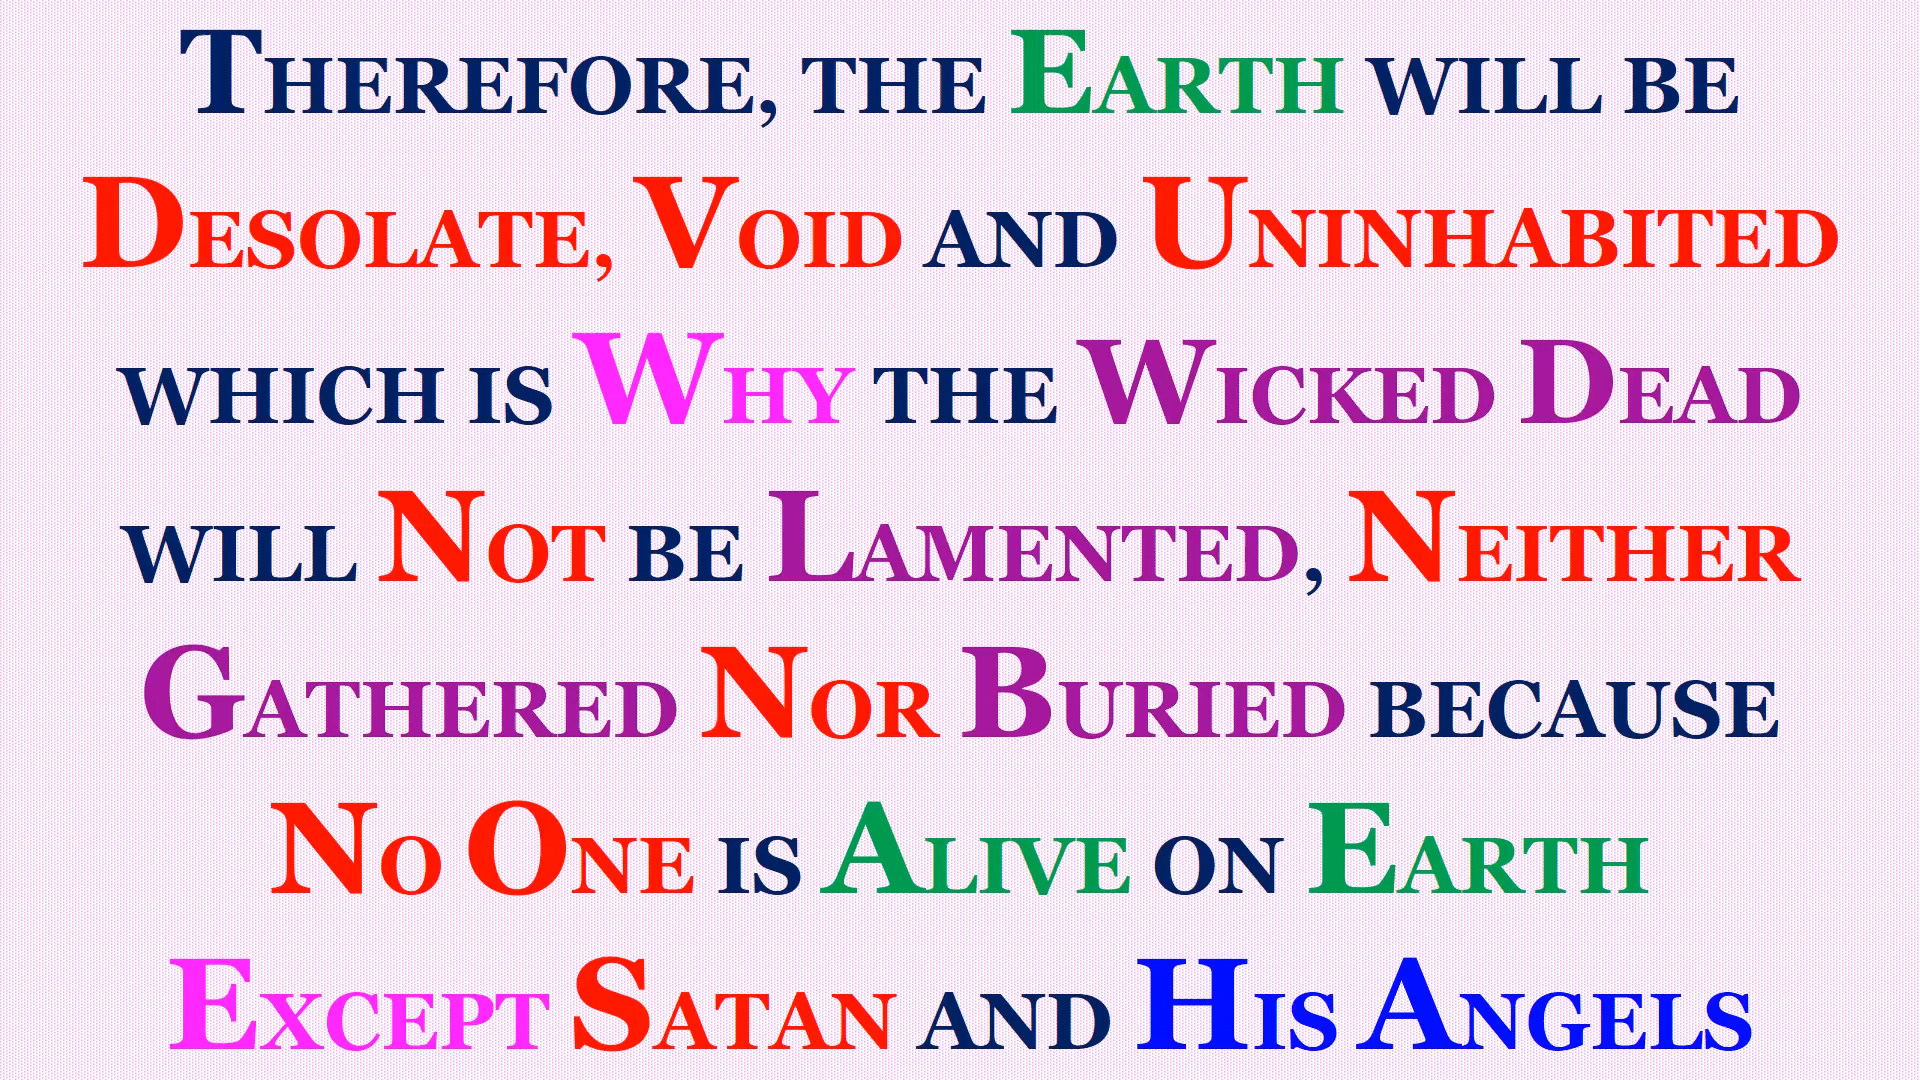 Therefore, the Earth will be
Desolate, Void and Uninhabited
which is Why the Wicked Dead
will Not be Lamented, Neither
Gathered Nor Buried because
No One is Alive on Earth
Except Satan and His Angels